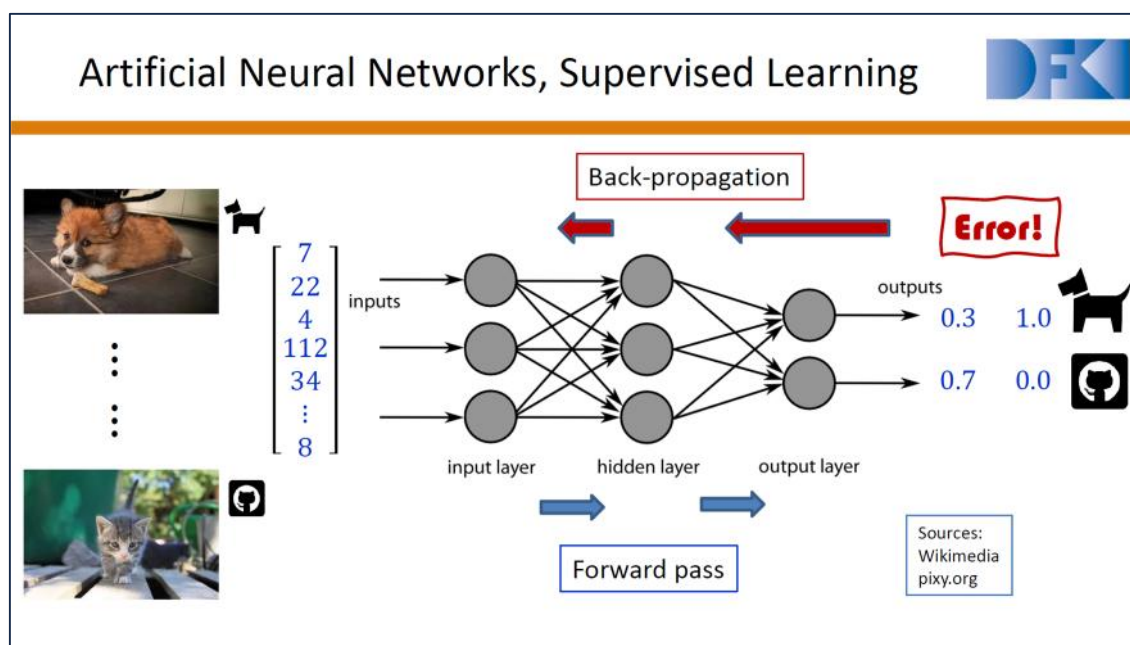 Artificial Neural Networks, Supervised Learning
DFKI
Back-propagation
Error!
7
22
4
112
34
⋮
8
inputs
outputs
0.3 1.0
0.7 0.0
input layer
hidden layer
output layer
Forward pass
Sources:
Wikimedia
pixy.org